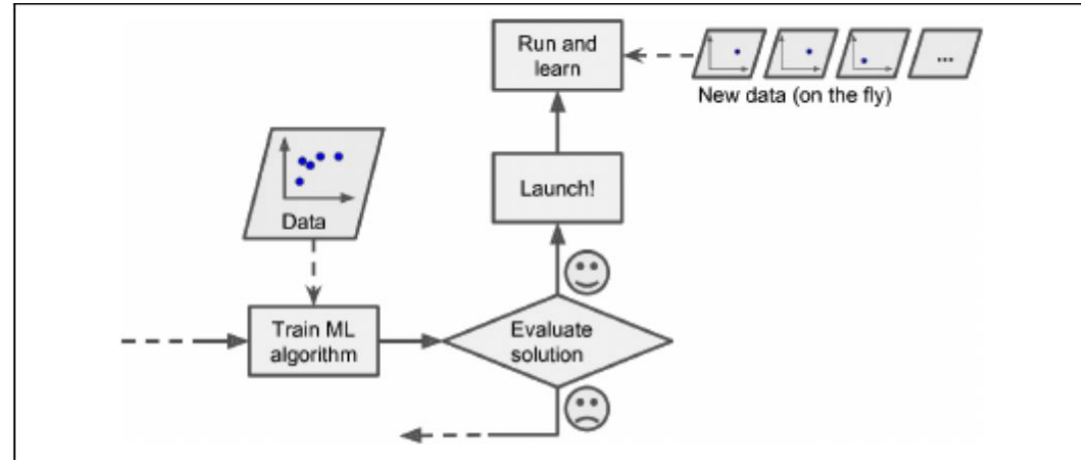 Run and
learn
...
New data (on the fly)
Data
Launch!
Train ML
algorithm
Evaluate
solution